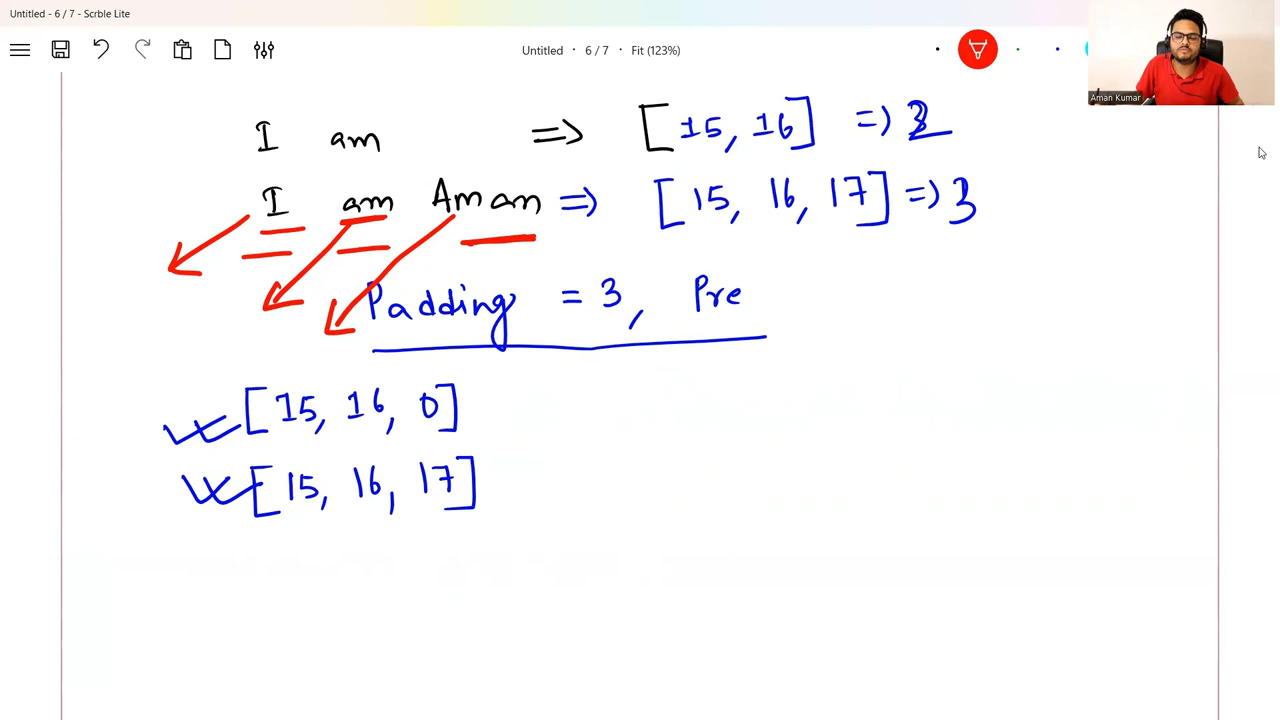 Untitled - 6 / 7 - Scrble Lite
Untitled • 6 / 7 • Fit (123%)
Aman Kumar
I am => [15, 16] => 2
I am Aman => [15, 16, 17] => 3
Padding = 3, Pre
[15, 16, 0]
[15, 16, 17]